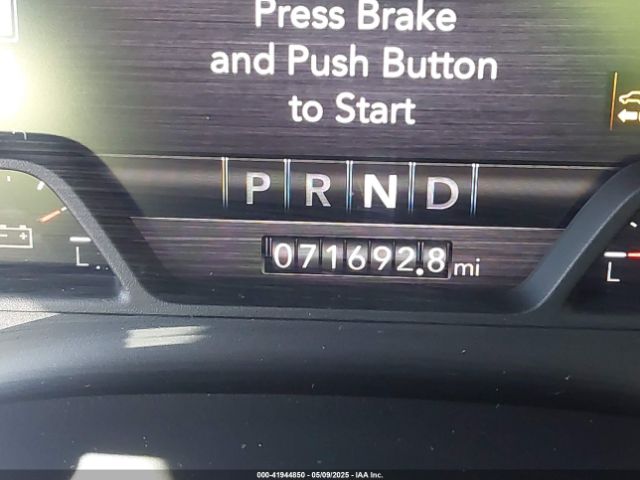 Press Brake
and Push Button
to Start
P R N D
071692.8 mi
L
L
000-41944850 | 05/09/2025 | IAA Inc.